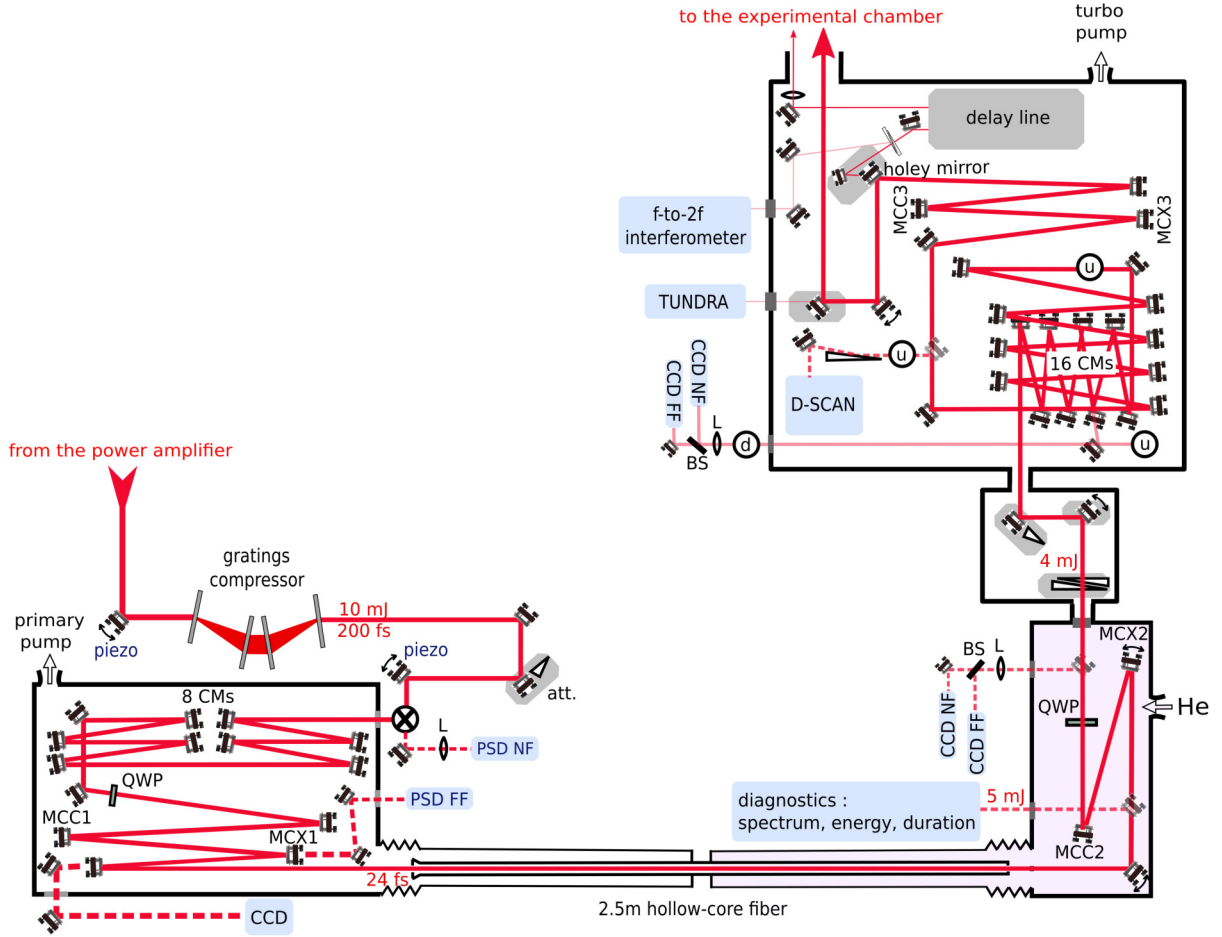 to the experimental chamber
turbo
pump
delay line
holey mirror
f-to-2f
interferometer
MCC3
MCX3
u
TUNDRA
16 CMs
u
CCD FF
CCD NF
D-SCAN
L
d
BS
u
from the power amplifier
gratings
compressor
4 mJ
10 mJ
200 fs
primary
pump
piezo
piezo
att.
MCX2
BS
L
8 CMs
QWP
He
L
PSD NF
CCD NF
CCD FF
QWP
PSD FF
5 mJ
diagnostics :
spectrum, energy, duration
MCC1
MCX1
MCC2
24 fs
2.5m hollow-core fiber
CCD